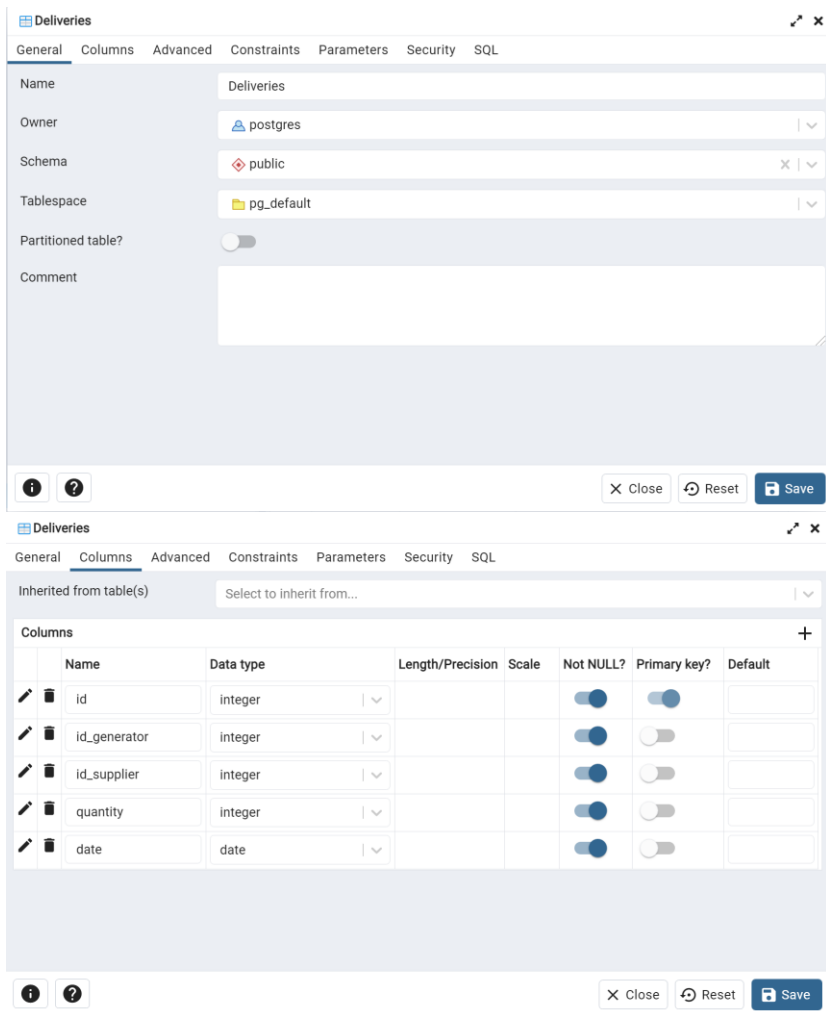 Deliveries
General Columns Advanced Constraints Parameters Security SQL
Name Deliveries
Owner postgres
Schema public
Tablespace pg_default
Partitioned table?
Comment
Close Reset Save
Deliveries
General Columns Advanced Constraints Parameters Security SQL
Inherited from table(s) Select to inherit from...
Columns
Name Data type Length/Precision Scale Not NULL? Primary key? Default
id integer
id_generator integer
id_supplier integer
quantity integer
date date
Close Reset Save